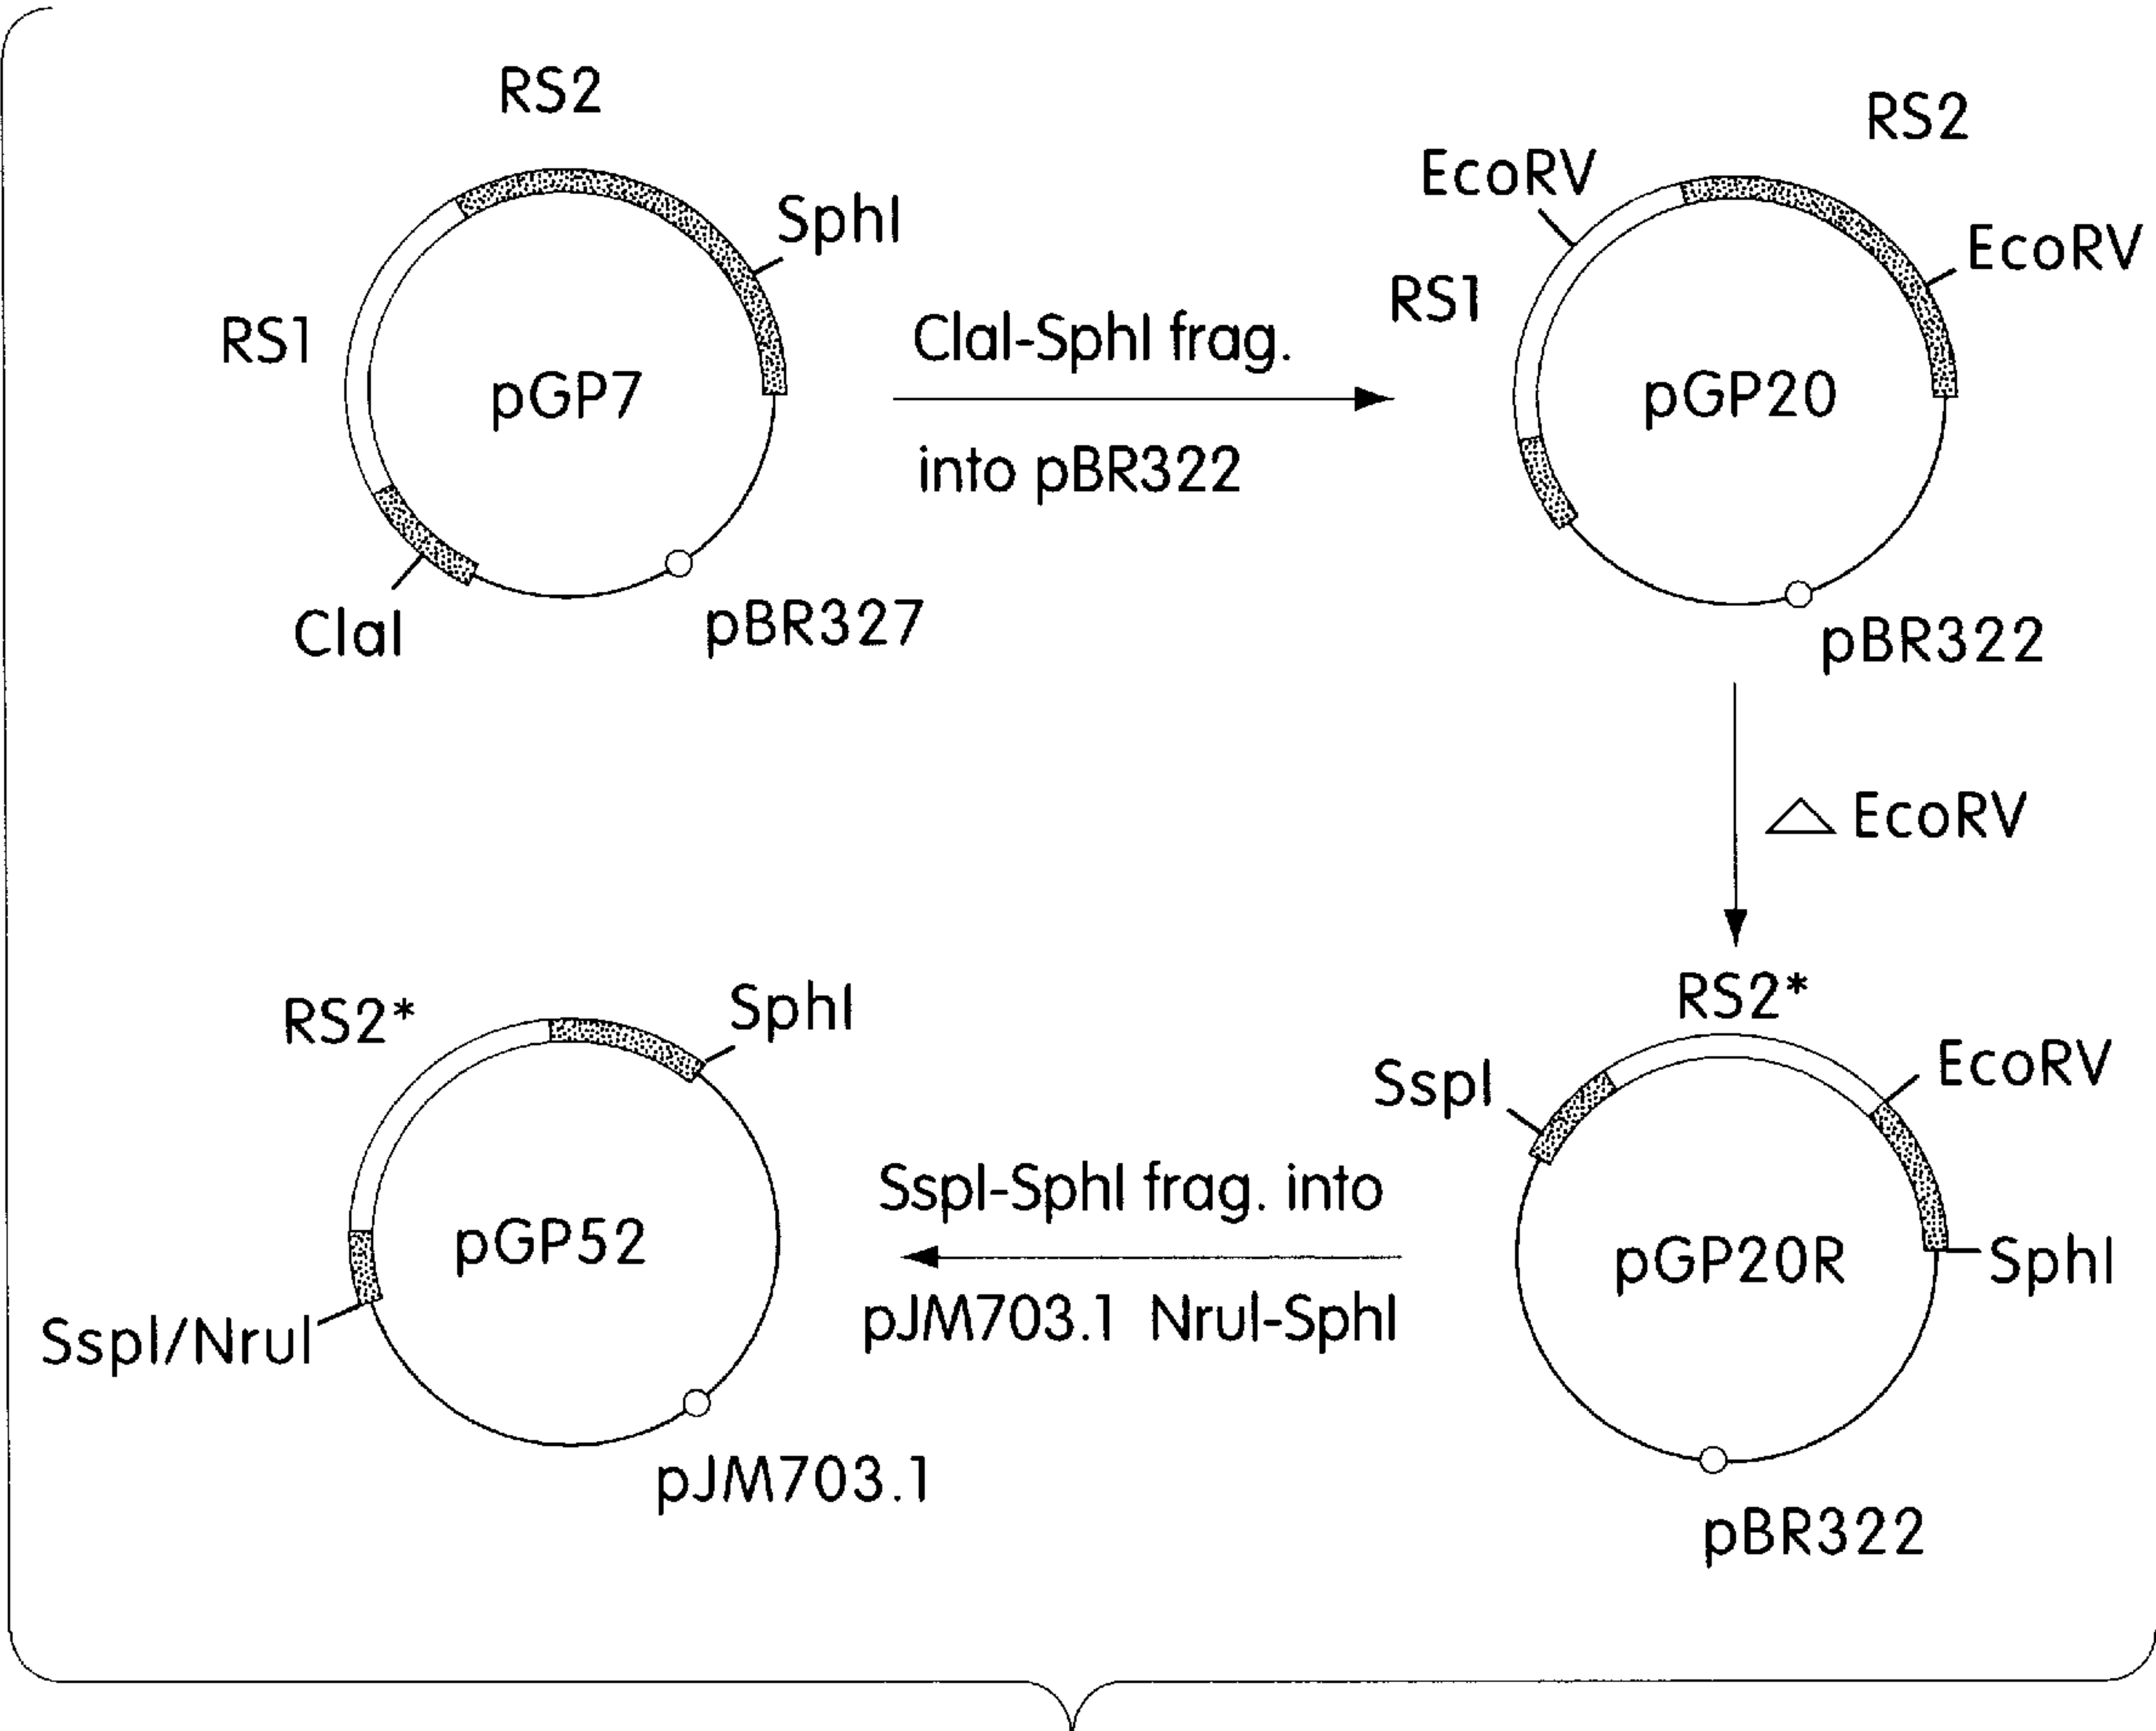 RS2
SphI
RS1
pGP7
ClaI
pBR327
ClaI-SphI frag.
into pBR322
RS2
EcoRV
EcoRV
RS1
pGP20
pBR322
△ EcoRV
RS2*
SspI
EcoRV
pGP20R
SphI
pBR322
SspI-SphI frag. into
pJM703.1 NruI-SphI
RS2*
SphI
pGP52
SspI/NruI
pJM703.1